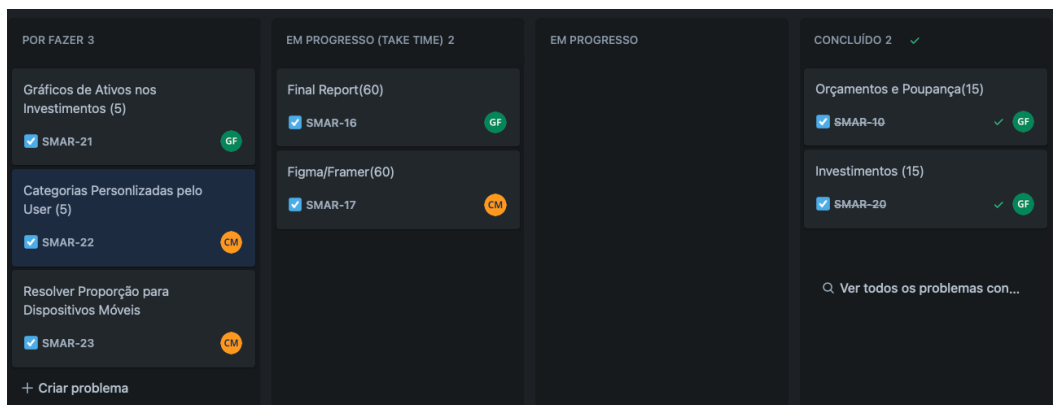 POR FAZER 3
Gráficos de Ativos nos
Investimentos (5)
SMAR-21
GF
Categorias Personlizadas pelo
User (5)
SMAR-22
CM
Resolver Proporção para
Dispositivos Móveis
SMAR-23
CM
+ Criar problema
EM PROGRESSO (TAKE TIME) 2
Final Report(60)
SMAR-16
GF
Figma/Framer(60)
SMAR-17
CM
EM PROGRESSO
CONCLUÍDO 2
Orçamentos e Poupança(15)
SMAR-10
GF
Investimentos (15)
SMAR-20
GF
Ver todos os problemas con...